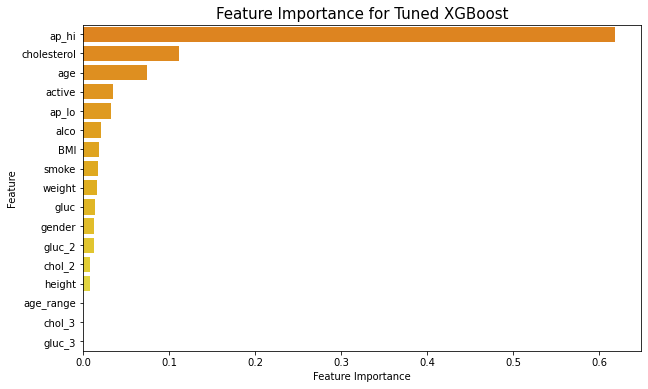 Feature Importance for Tuned XGBoost
ap_hi
cholesterol
age
active
ap_lo
alco
BMI
smoke
weight
gluc
gender
gluc_2
chol_2
height
age_range
chol_3
gluc_3
Feature
0.0 0.1 0.2 0.3 0.4 0.5 0.6
Feature Importance